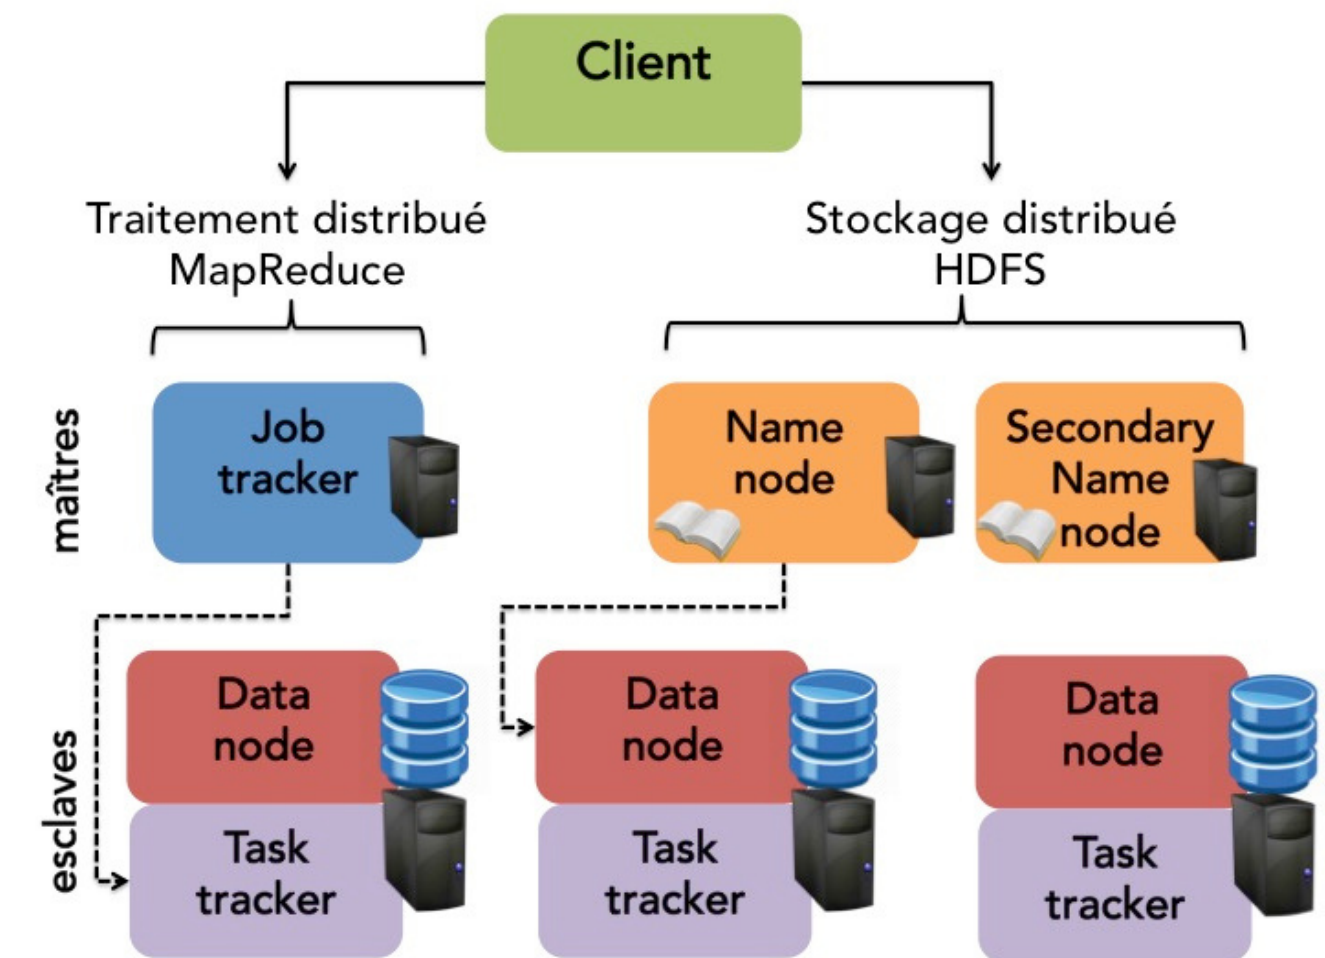 Client
Traitement distribué
MapReduce
Stockage distribué
HDFS
maîtres
Job
tracker
Name
node
Secondary
Name
node
esclaves
Data
node
Task
tracker
Data
node
Task
tracker
Data
node
Task
tracker